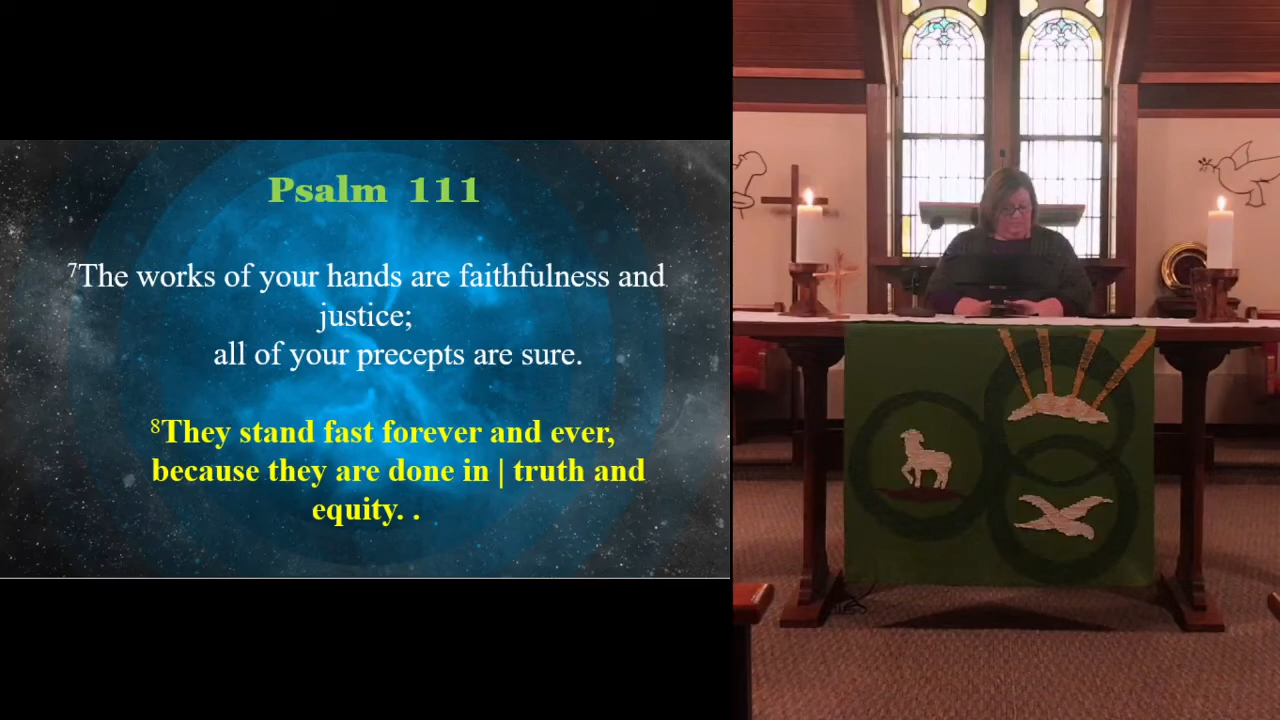 Psalm 111
⁷The works of your hands are faithfulness and
justice;
all of your precepts are sure.
⁸They stand fast forever and ever,
because they are done in | truth and
equity. .